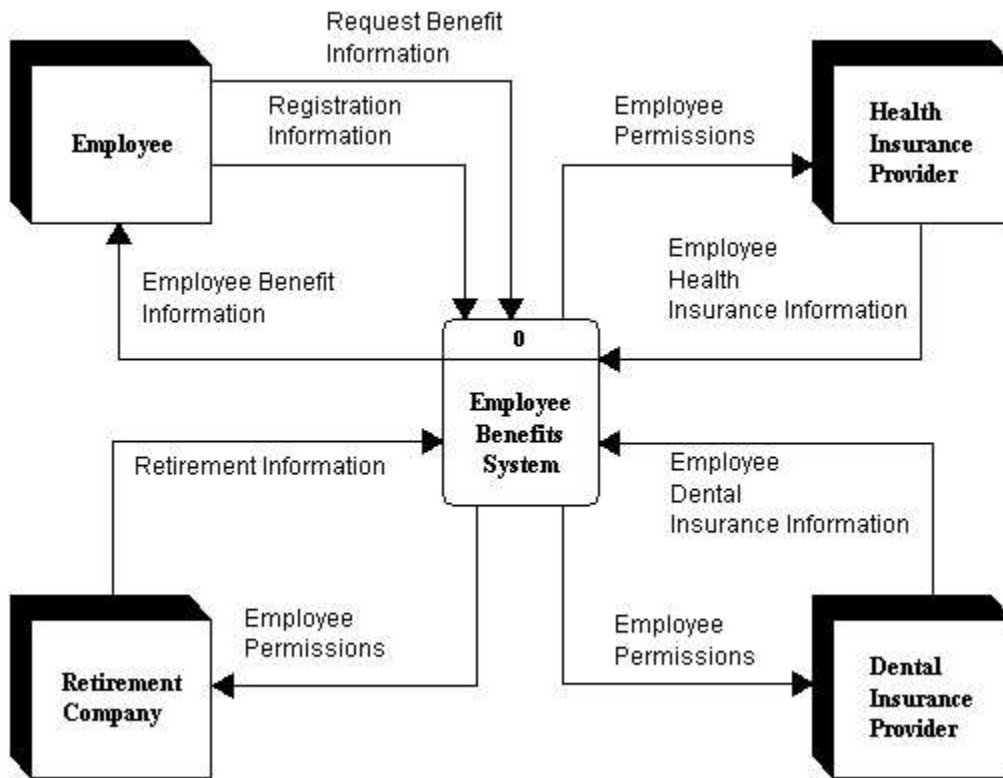 Request Benefit
Information
Registration
Information
Employee
Employee
Permissions
Health
Insurance
Provider
Employee Benefit
Information
Employee
Health
Insurance Information
0
Employee
Benefits
System
Retirement Information
Employee
Dental
Insurance Information
Employee
Permissions
Employee
Permissions
Retirement
Company
Dental
Insurance
Provider